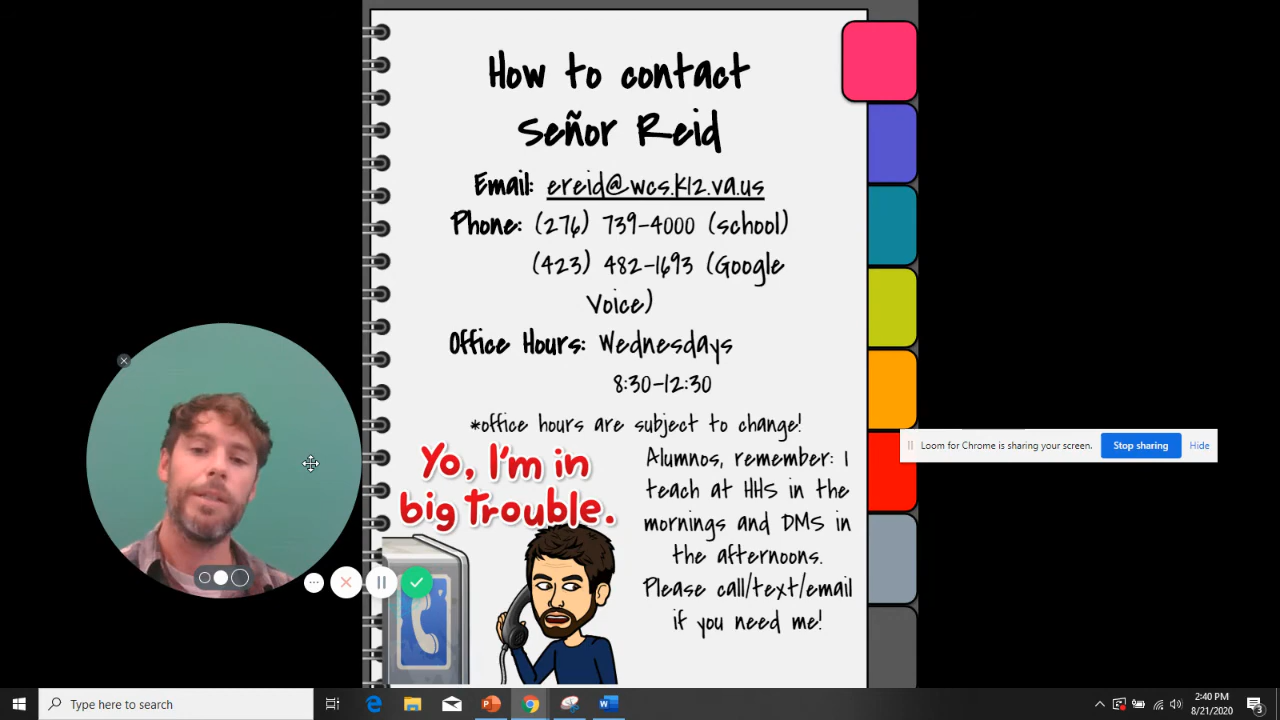 How to contact
Señor Reid
Email: ereid@wcs.k12.va.us
Phone: (276) 739-4000 (school)
(423) 482-1693 (Google
Voice)
Office Hours: Wednesdays
8:30-12:30
*office hours are subject to change!
Yo, I'm in
big trouble.
Alumnos, remember: I
teach at HHS in the
mornings and DMS in
the afternoons.
Please call/text/email
if you need me!
Loom for Chrome is sharing your screen.
Stop sharing
Hide
Type here to search
2:40 PM
8/21/2020
3